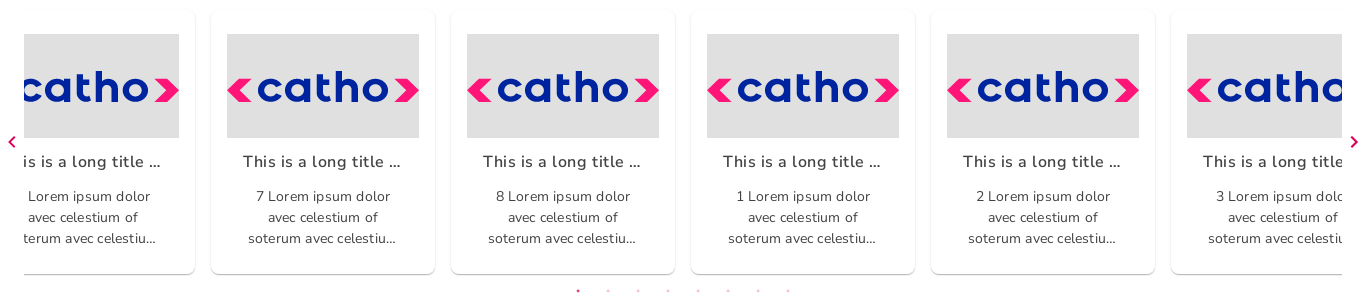 catho
is is a long title ...
Lorem ipsum dolor
avec celestium of
terum avec celestiu...
catho
This is a long title ...
7 Lorem ipsum dolor
avec celestium of
soterum avec celestiu...
catho
This is a long title ...
8 Lorem ipsum dolor
avec celestium of
soterum avec celestiu...
catho
This is a long title ...
1 Lorem ipsum dolor
avec celestium of
soterum avec celestiu...
catho
This is a long title ...
2 Lorem ipsum dolor
avec celestium of
soterum avec celestiu...
catho
This is a long title
3 Lorem ipsum dolo
avec celestium of
soterum avec celestiu